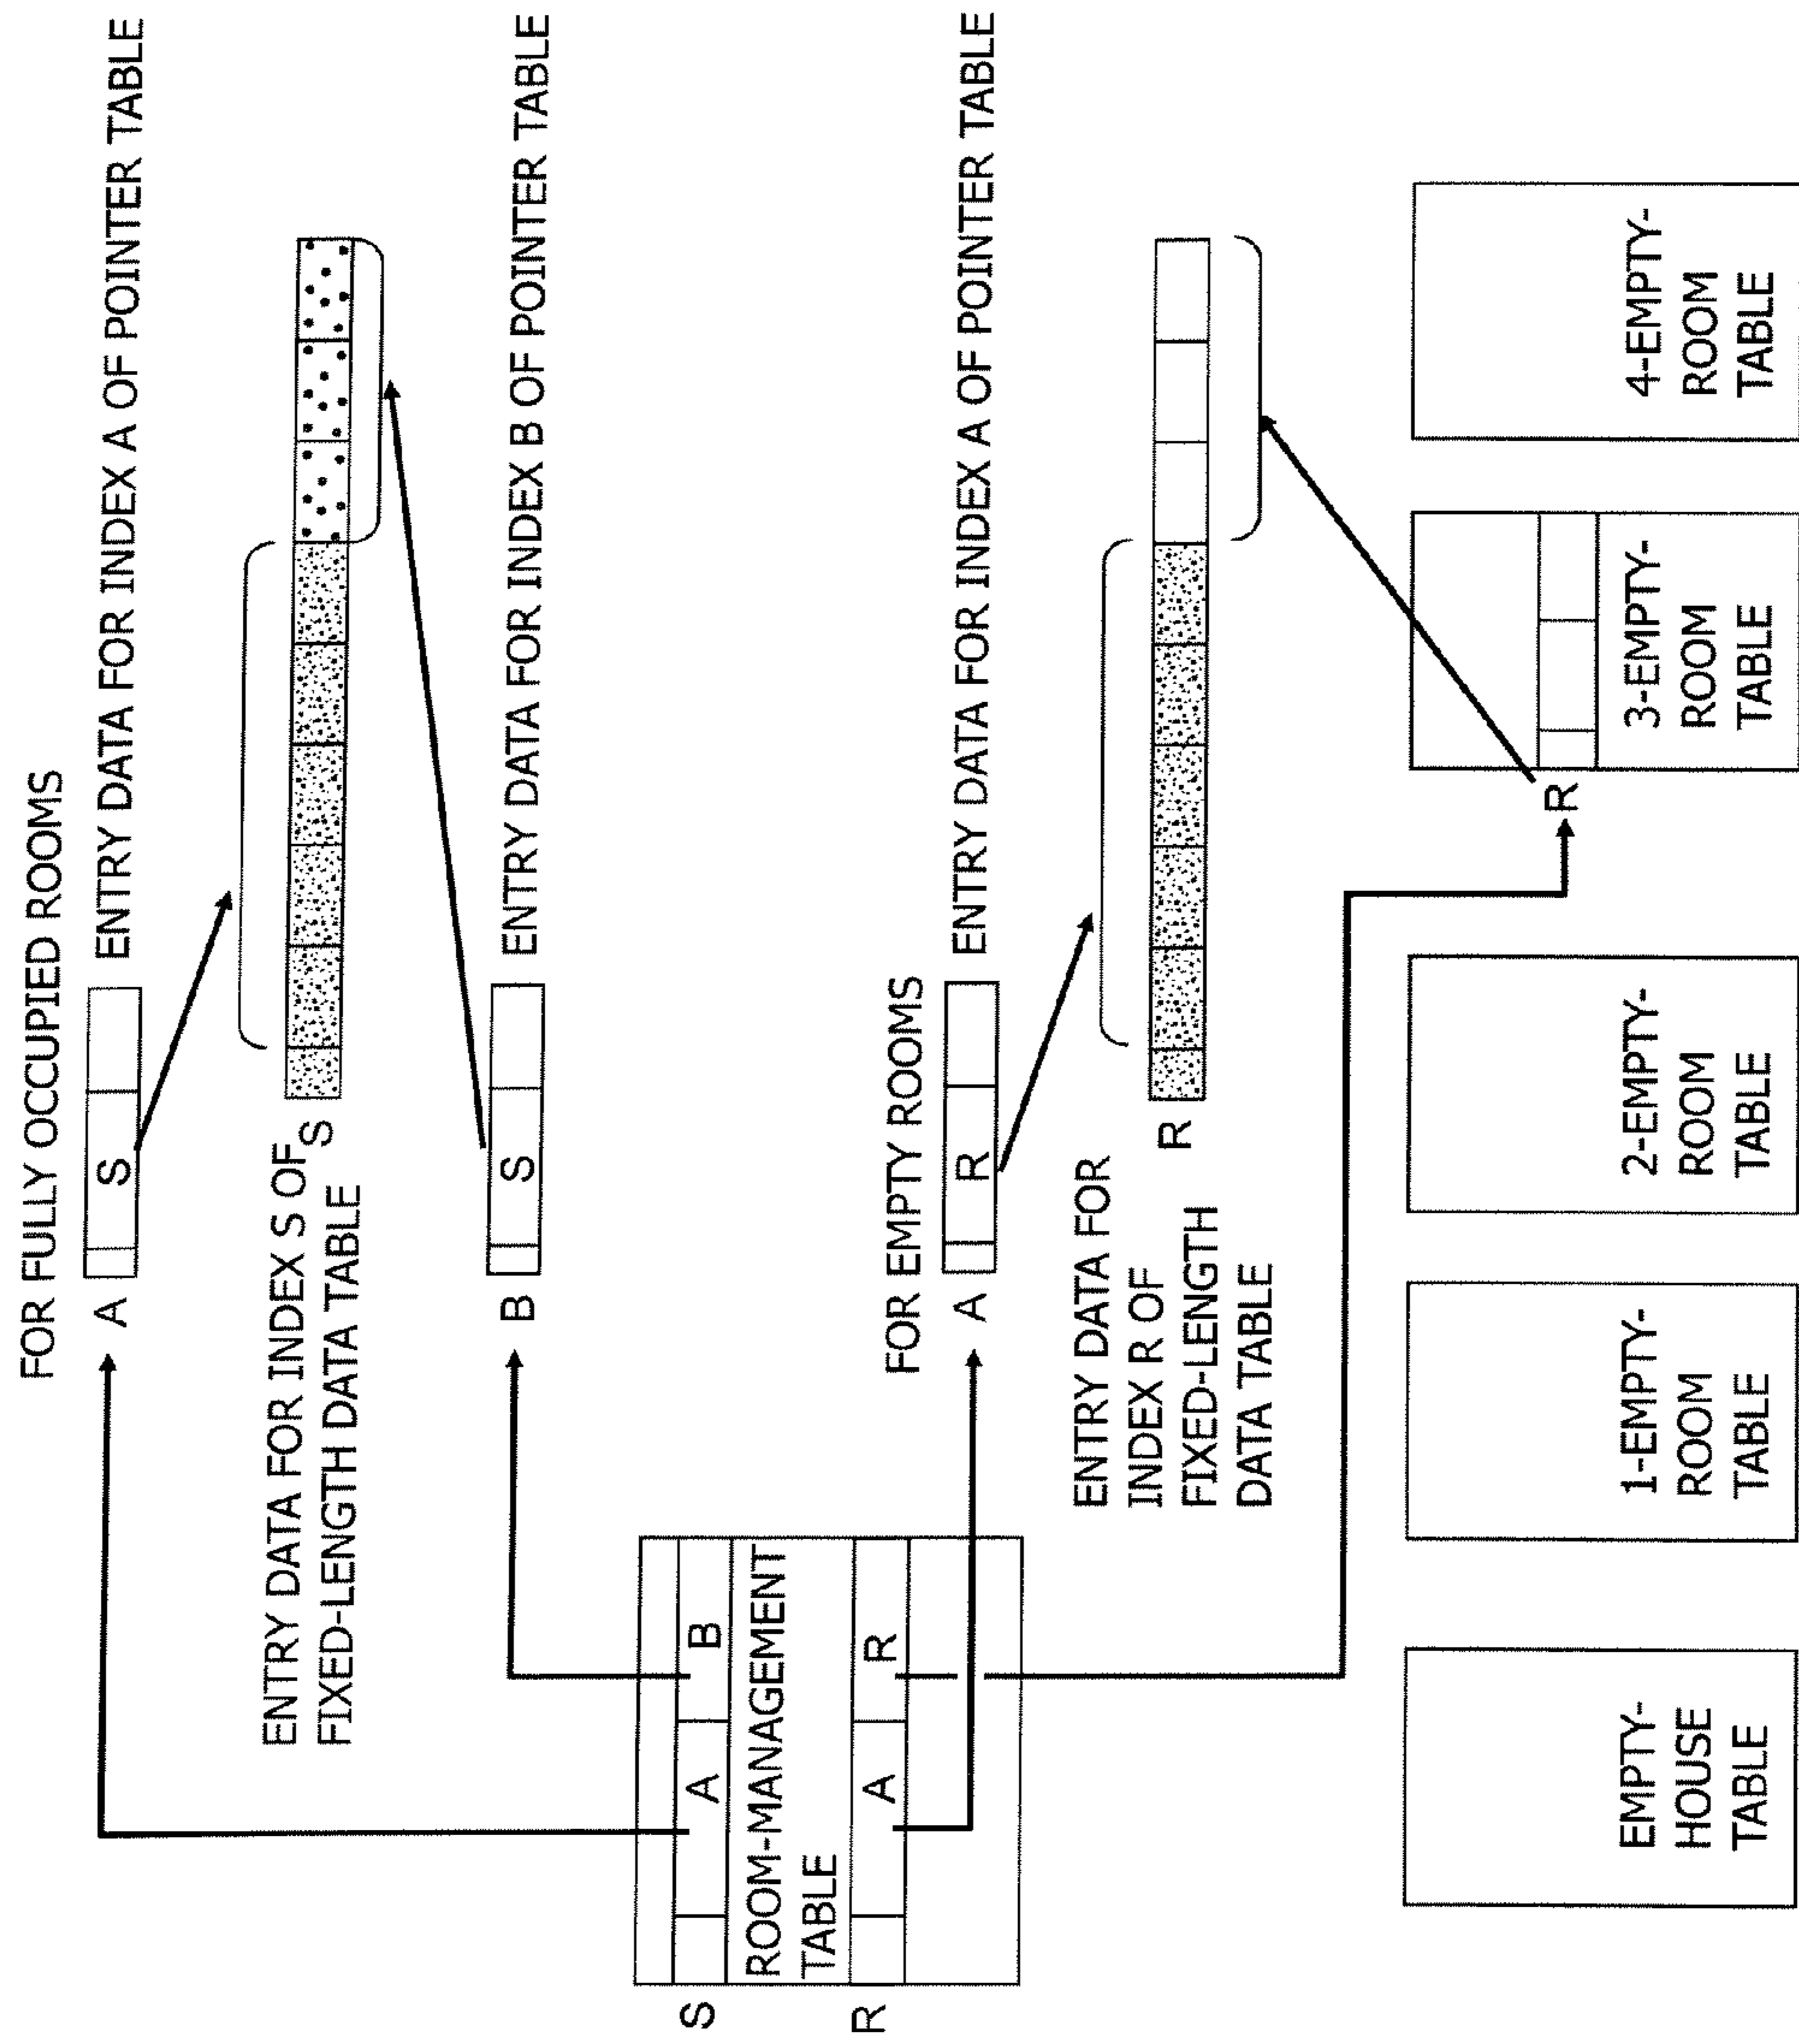 FOR FULLY OCCUPIED ROOMS
A
S
ENTRY DATA FOR INDEX A OF POINTER TABLE
ENTRY DATA FOR INDEX S OF
FIXED-LENGTH DATA TABLE
S
B
S
ENTRY DATA FOR INDEX B OF POINTER TABLE
S
A
B
ROOM-MANAGEMENT
TABLE
R
A
R
FOR EMPTY ROOMS
A
R
ENTRY DATA FOR INDEX A OF POINTER TABLE
ENTRY DATA FOR
INDEX R OF
FIXED-LENGTH
DATA TABLE
R
R
EMPTY-
HOUSE
TABLE
1-EMPTY-
ROOM
TABLE
2-EMPTY-
ROOM
TABLE
3-EMPTY-
ROOM
TABLE
4-EMPTY-
ROOM
TABLE